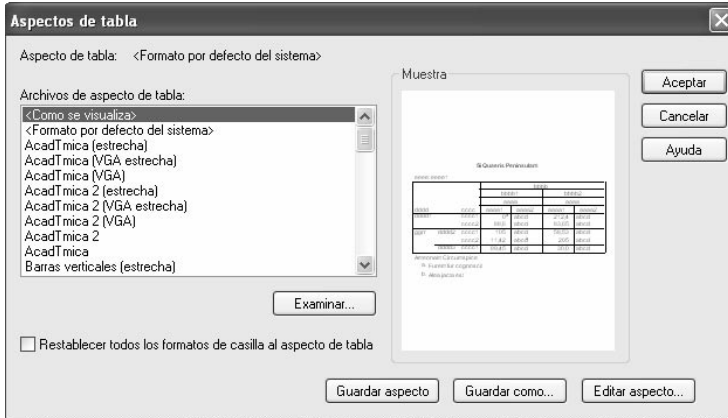 Aspectos de tabla
Aspecto de tabla: <Formato por defecto del sistema>
Archivos de aspecto de tabla:
<Como se visualiza>
<Formato por defecto del sistema>
AcadTmica (estrecha)
AcadTmica (VGA estrecha)
AcadTmica (VGA)
AcadTmica 2 (estrecha)
AcadTmica 2 (VGA estrecha)
AcadTmica 2 (VGA)
AcadTmica 2
AcadTmica
Barras verticales (estrecha)
Examinar...
Restablecer todos los formatos de casilla al aspecto de tabla
Muestra
Si Queeris Peninsulam
Aceptar
Cancelar
Ayuda
Guardar aspecto
Guardar como...
Editar aspecto...